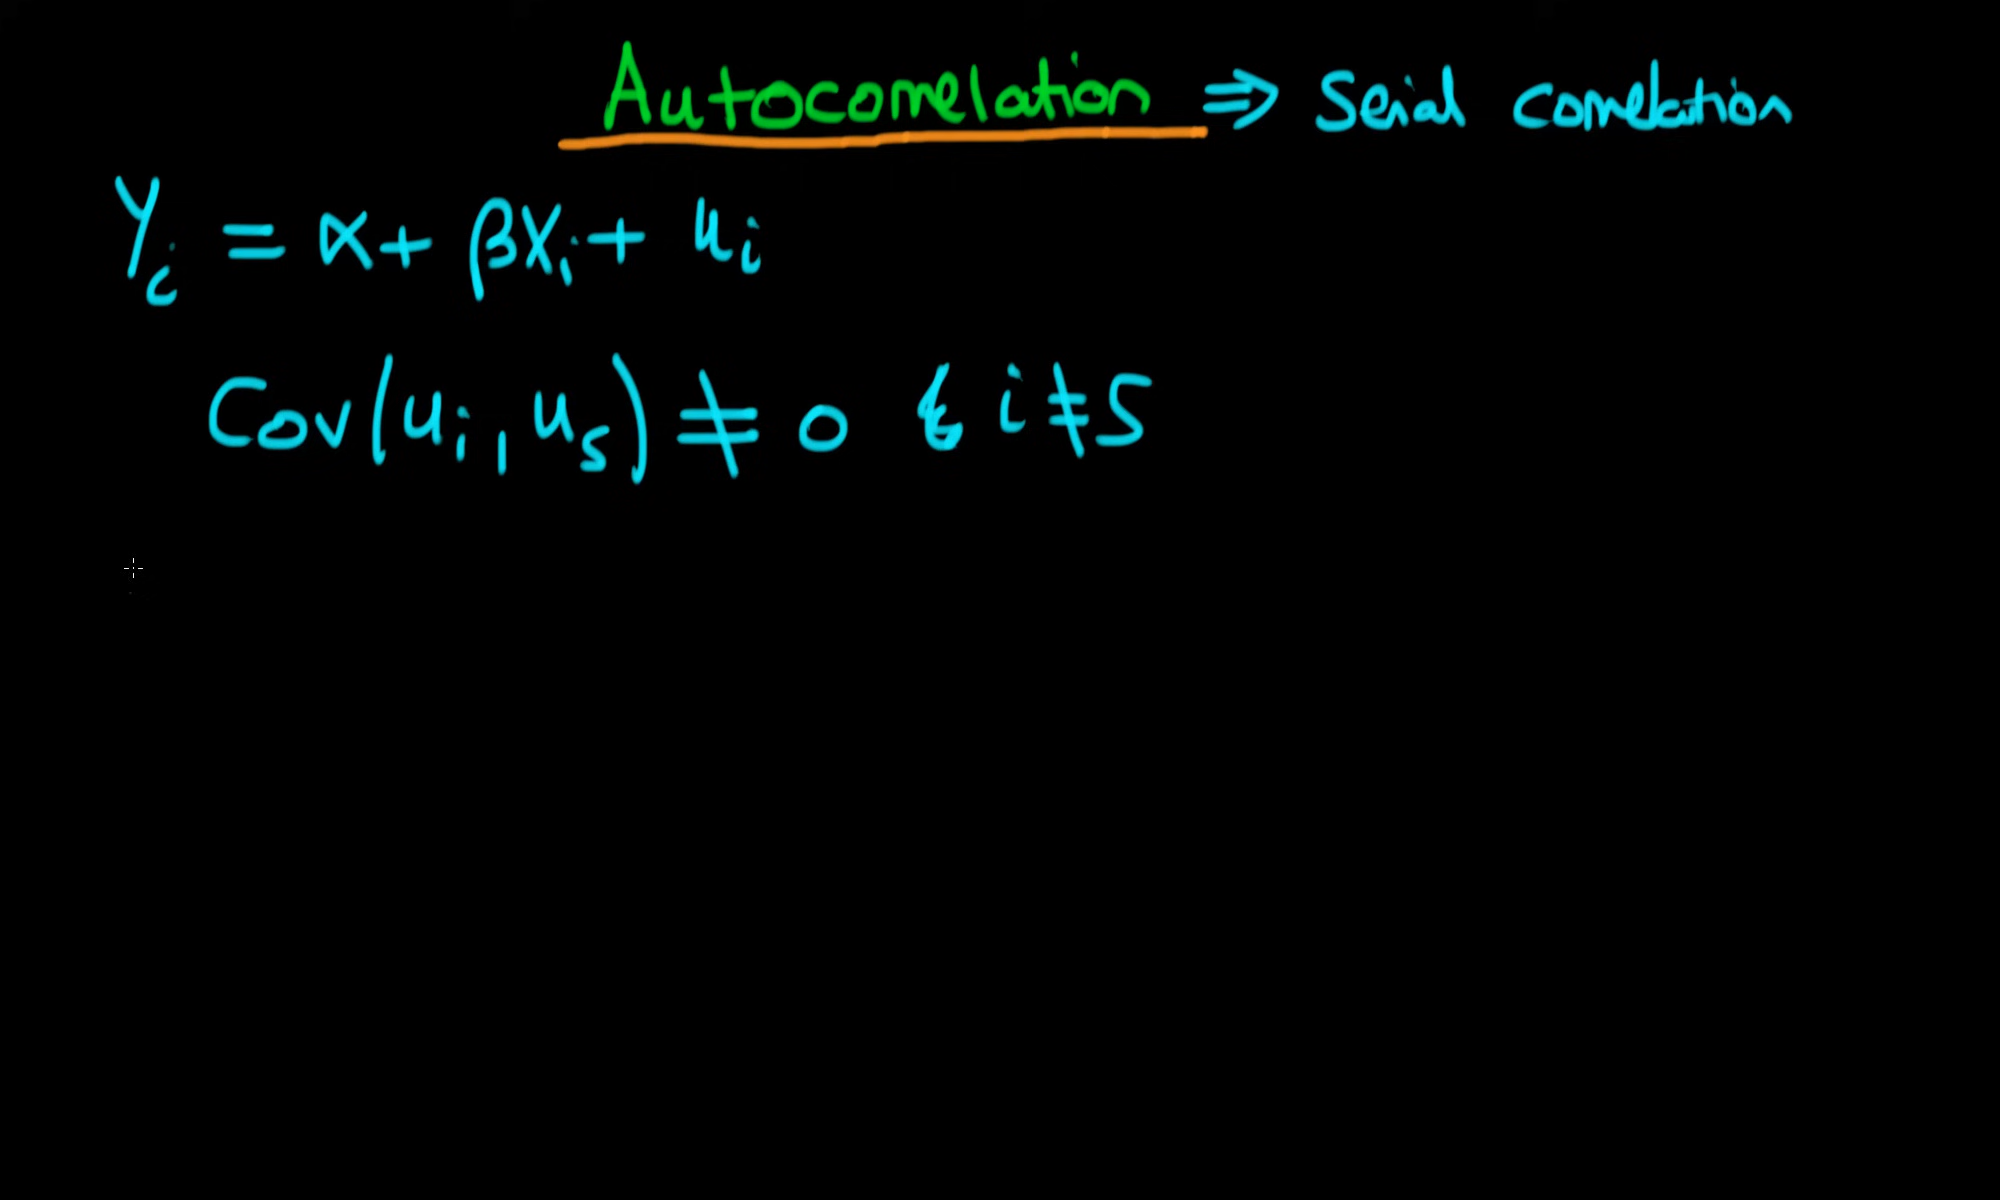 Autocorrelation ⇒ Serial correlation
Yi = α + βXi + ui
Cov(ui, us) ≠ 0 & i ≠ s